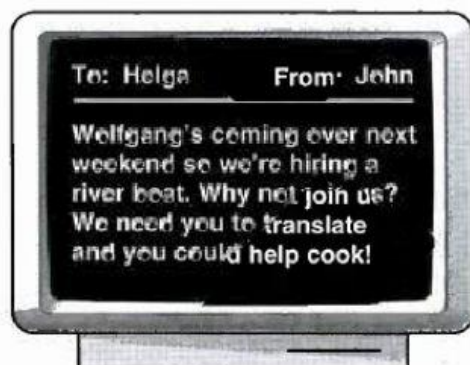 To: Helga From: John
Wolfgang's coming over next
weekend so we're hiring a
river boat. Why not join us?
We need you to translate
and you could help cook!